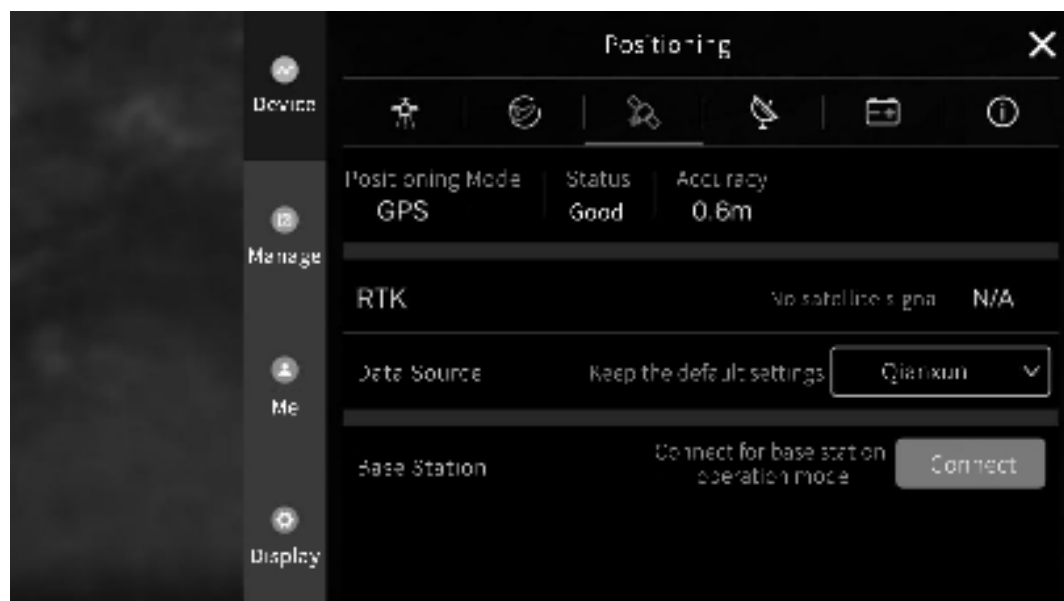 Positioning
Device
Positioning Mode
Status
Accuracy
GPS
Good
0.6m
Manage
RTK
No satellite signal
N/A
Data Source
Keep the default settings
Qianxun
Me
Base Station
Connect for base station
operation mode
Connect
Display